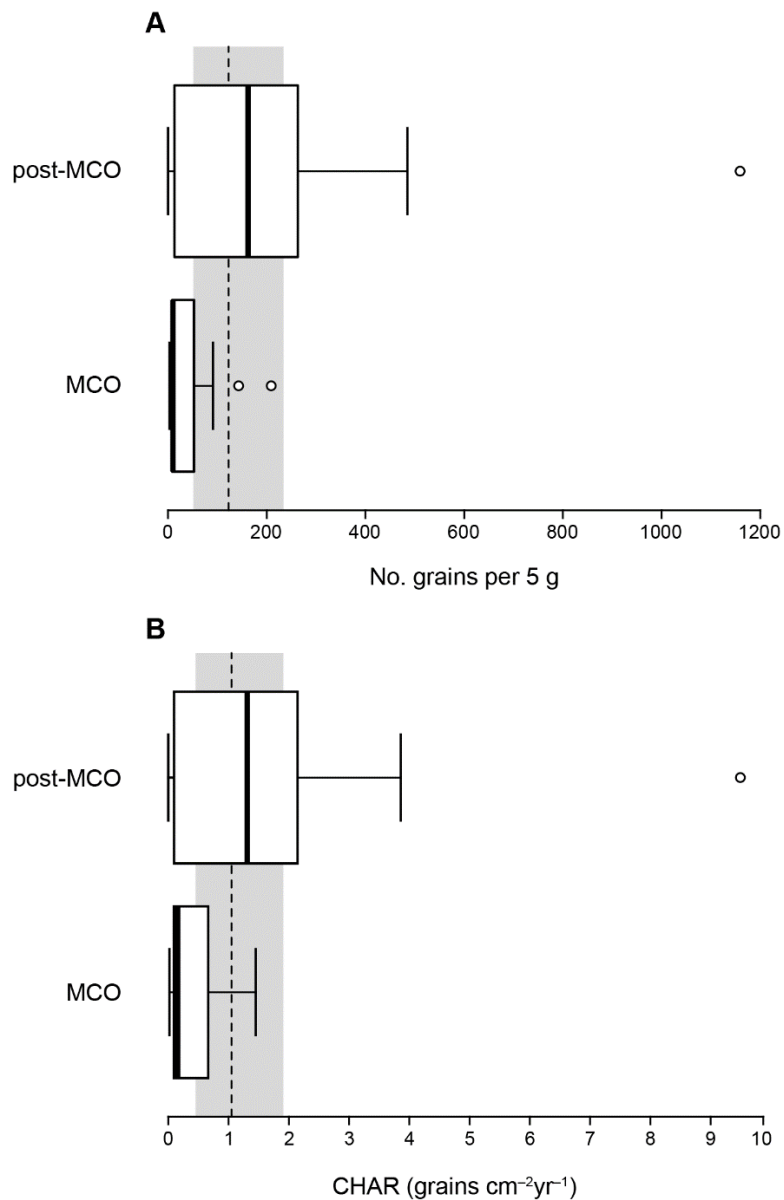 A
post-MCO
MCO
0 200 400 600 800 1000 1200
No. grains per 5 g
B
post-MCO
MCO
0 1 2 3 4 5 6 7 8 9 10
CHAR (grains cm⁻²yr⁻¹)